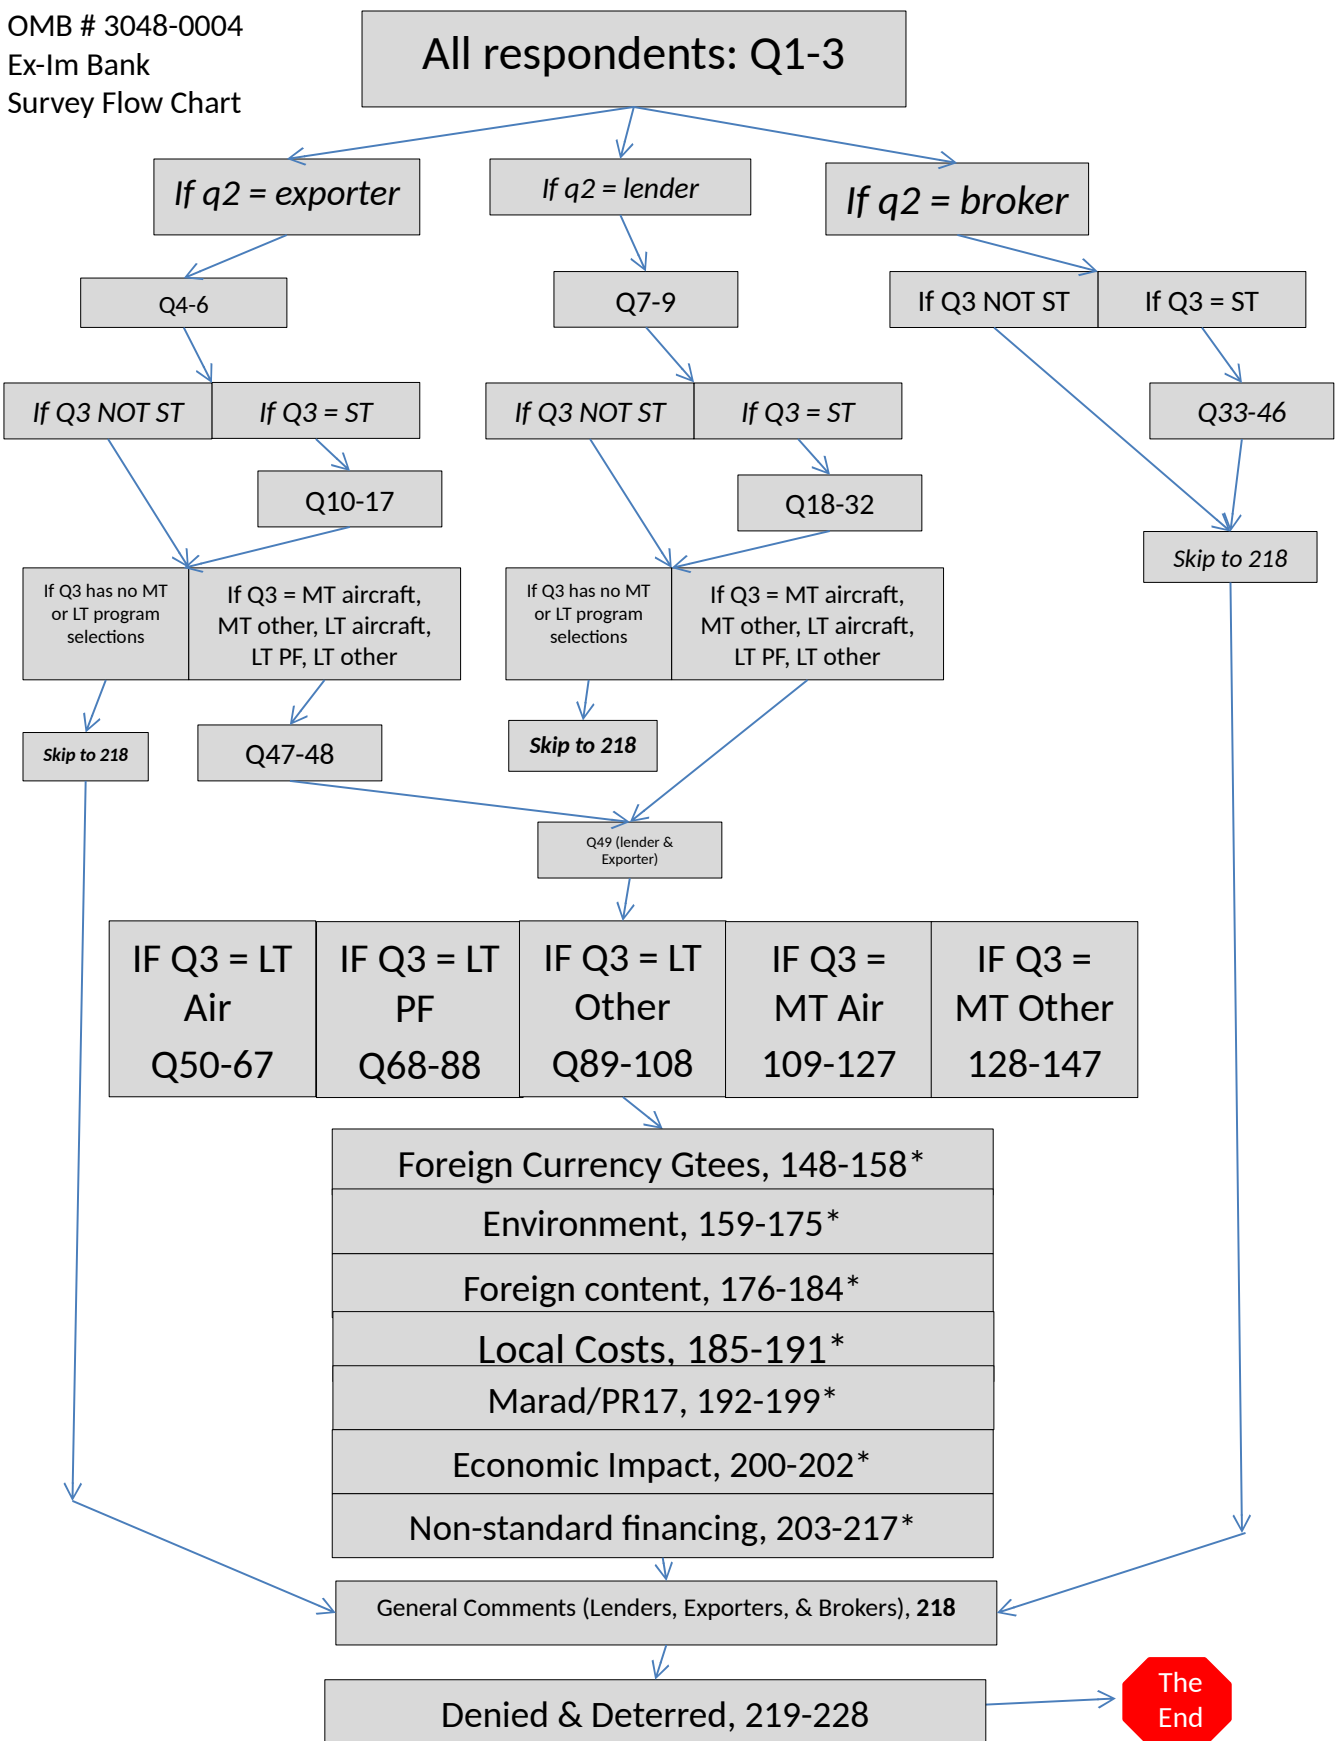 OMB # 3048-0004
Ex-Im Bank
Survey Flow Chart
All respondents: Q1-3
If q2 = exporter
If q2 = lender
If q2 = broker
Q4-6
Q7-9
If Q3 NOT ST
If Q3 = ST
If Q3 NOT ST
If Q3 = ST
If Q3 NOT ST
If Q3 = ST
Q33-46
Q10-17
Q18-32
Skip to 218
If Q3 has no MT
or LT program
selections
If Q3 = MT aircraft,
MT other, LT aircraft,
LT PF, LT other
If Q3 has no MT
or LT program
selections
If Q3 = MT aircraft,
MT other, LT aircraft,
LT PF, LT other
Skip to 218
Q47-48
Skip to 218
Q49 (lender &
Exporter)
IF Q3 = LT
Air
Q50-67
IF Q3 = LT
PF
Q68-88
IF Q3 = LT
Other
Q89-108
IF Q3 =
MT Air
109-127
IF Q3 =
MT Other
128-147
Foreign Currency Gtees, 148-158*
Environment, 159-175*
Foreign content, 176-184*
Local Costs, 185-191*
Marad/PR17, 192-199*
Economic Impact, 200-202*
Non-standard financing, 203-217*
General Comments (Lenders, Exporters, & Brokers), 218
Denied & Deterred, 219-228
The
End